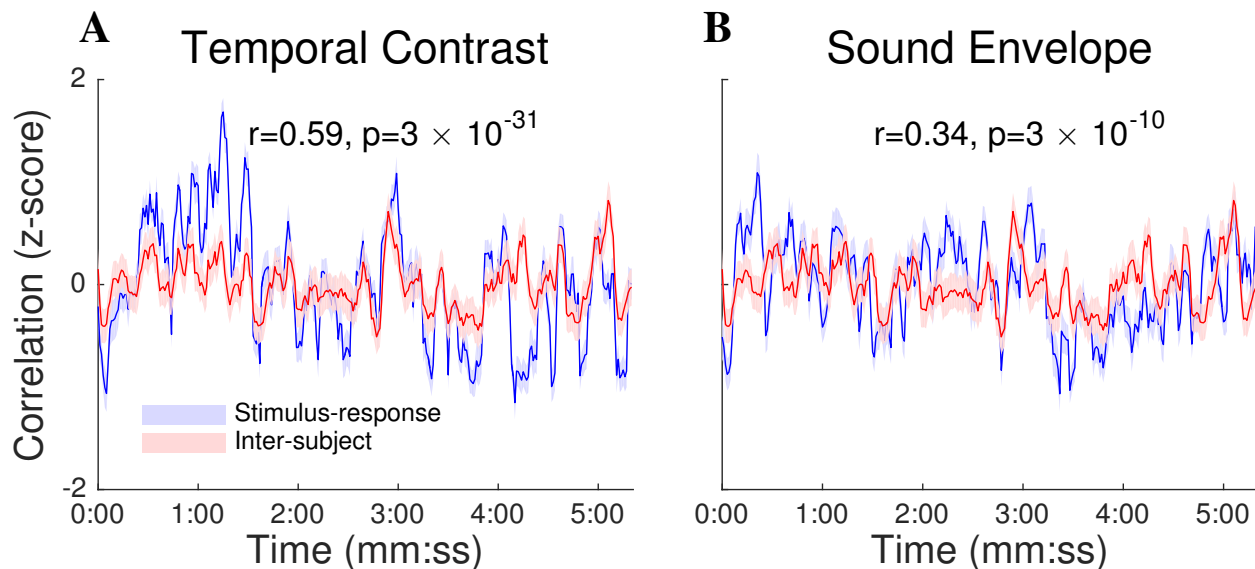 A
Temporal Contrast
r=0.59, p=3 × 10^-31
2
0
-2
Correlation (z-score)
Stimulus-response
Inter-subject
0:00 1:00 2:00 3:00 4:00 5:00
Time (mm:ss)
B
Sound Envelope
r=0.34, p=3 × 10^-10
0:00 1:00 2:00 3:00 4:00 5:00
Time (mm:ss)